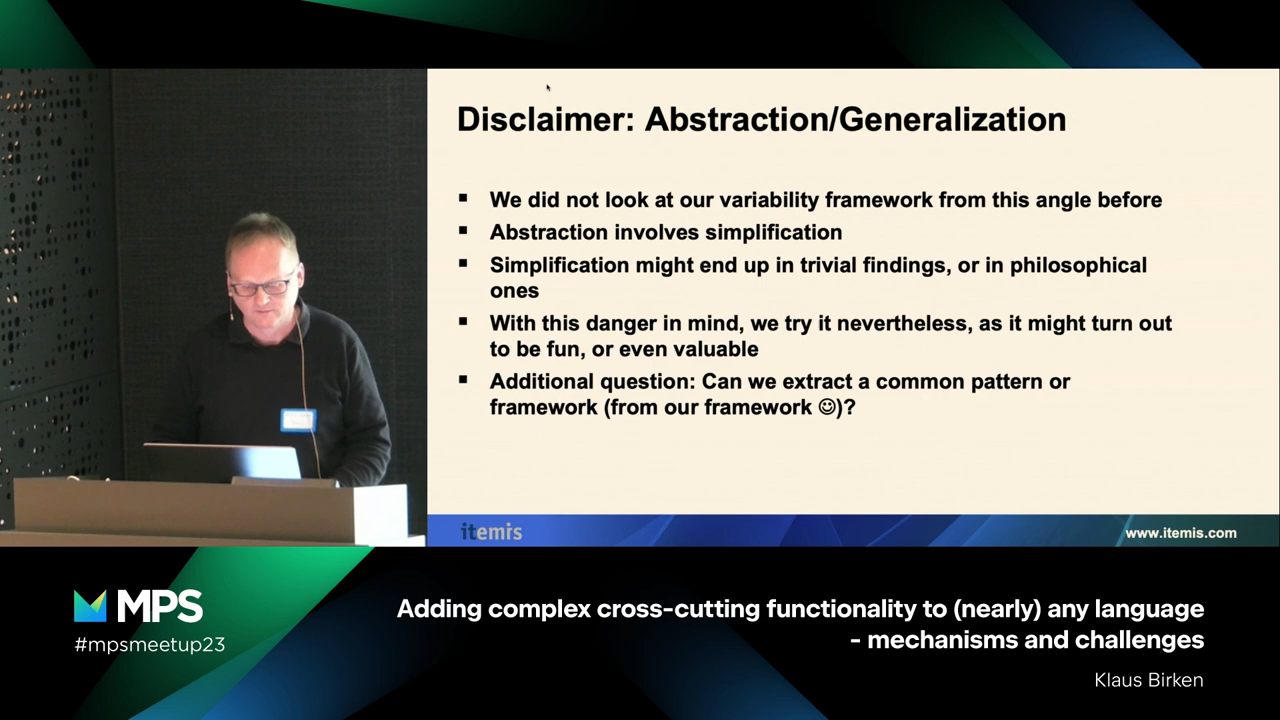 Disclaimer: Abstraction/Generalization
▪ We did not look at our variability framework from this angle before
▪ Abstraction involves simplification
▪ Simplification might end up in trivial findings, or in philosophical
ones
▪ With this danger in mind, we try it nevertheless, as it might turn out
to be fun, or even valuable
▪ Additional question: Can we extract a common pattern or
framework (from our framework ☺)?
itemis
www.itemis.com
MPS
#mpsmeetup23
Adding complex cross-cutting functionality to (nearly) any language
- mechanisms and challenges
Klaus Birken